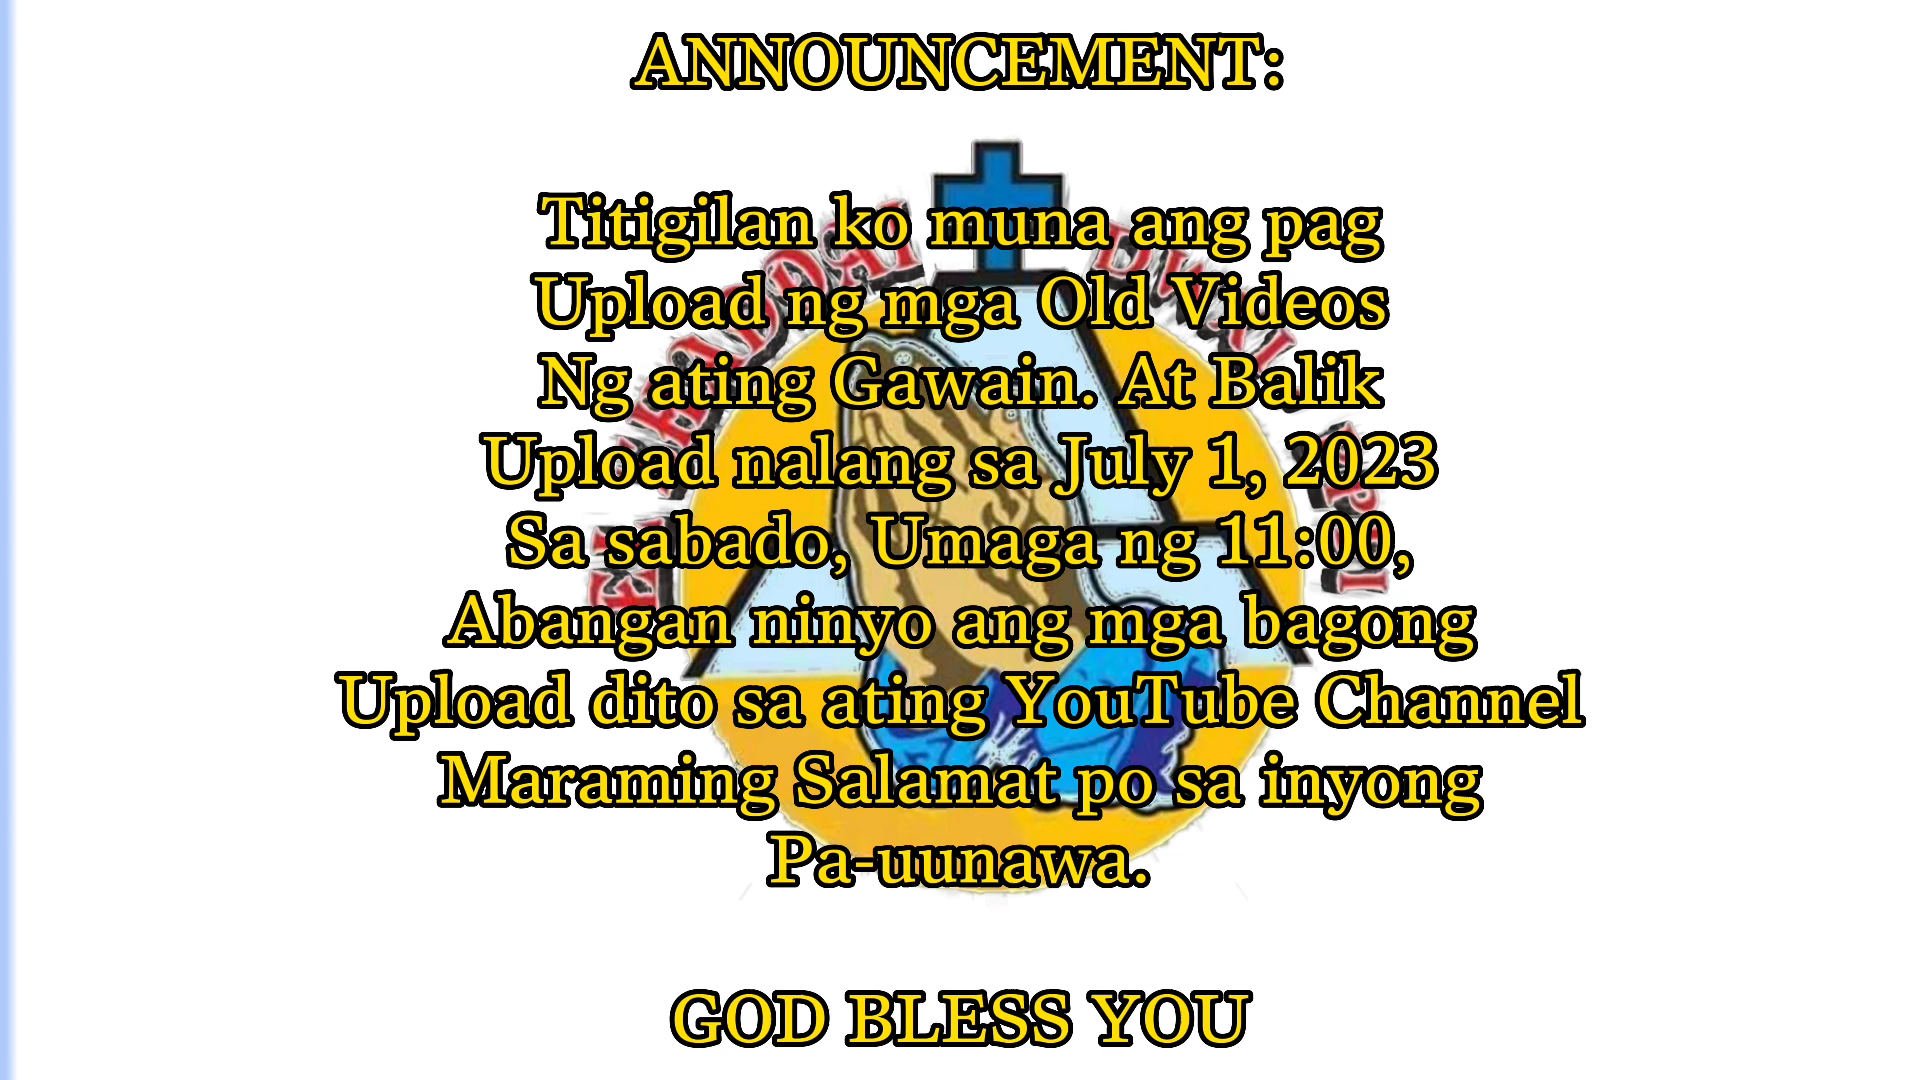 ANNOUNCEMENT:
Titigilan ko muna ang pag
Upload ng mga Old Videos
Ng ating Gawain. At Balik
Upload nalang sa July 1, 2023
Sa sabado, Umaga ng 11:00,
Abangan ninyo ang mga bagong
Upload dito sa ating YouTube Channel
Maraming Salamat po sa inyong
Pa-uunawa.
GOD BLESS YOU